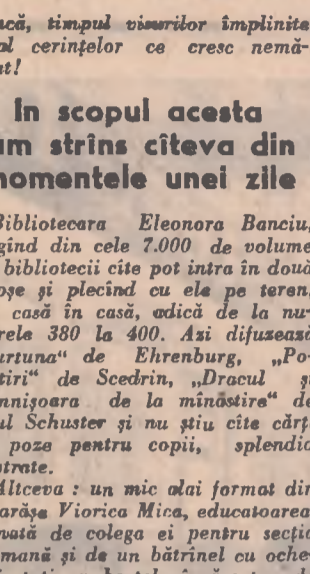 că, timpul visurilor împlinite
al cerințelor ce cresc nemă-
at!
In scopul acesta
am strîns cîteva din
momentele unei zile
Bibliotecara Eleonora Banciu,
gînd din cele 7.000 de volume
bibliotecii cîte pot intra în două
oșe și plecînd cu ele pe teren,
casă în casă, adică de la nu-
rele 380 la 400. Azi difuzează
urtuna" de Ehrenburg, „Po-
tiri" de Scedrin, „Dracul și
mnișoara de la mînăstire" de
ul Schuster și nu știu cîte cărți
poze pentru copii, splendid
strate.
Altceva: un mic alai format din
arășa Viorica Mica, educatoarea
mată de colega ei pentru secția
mană și de un bătrînel cu oche-